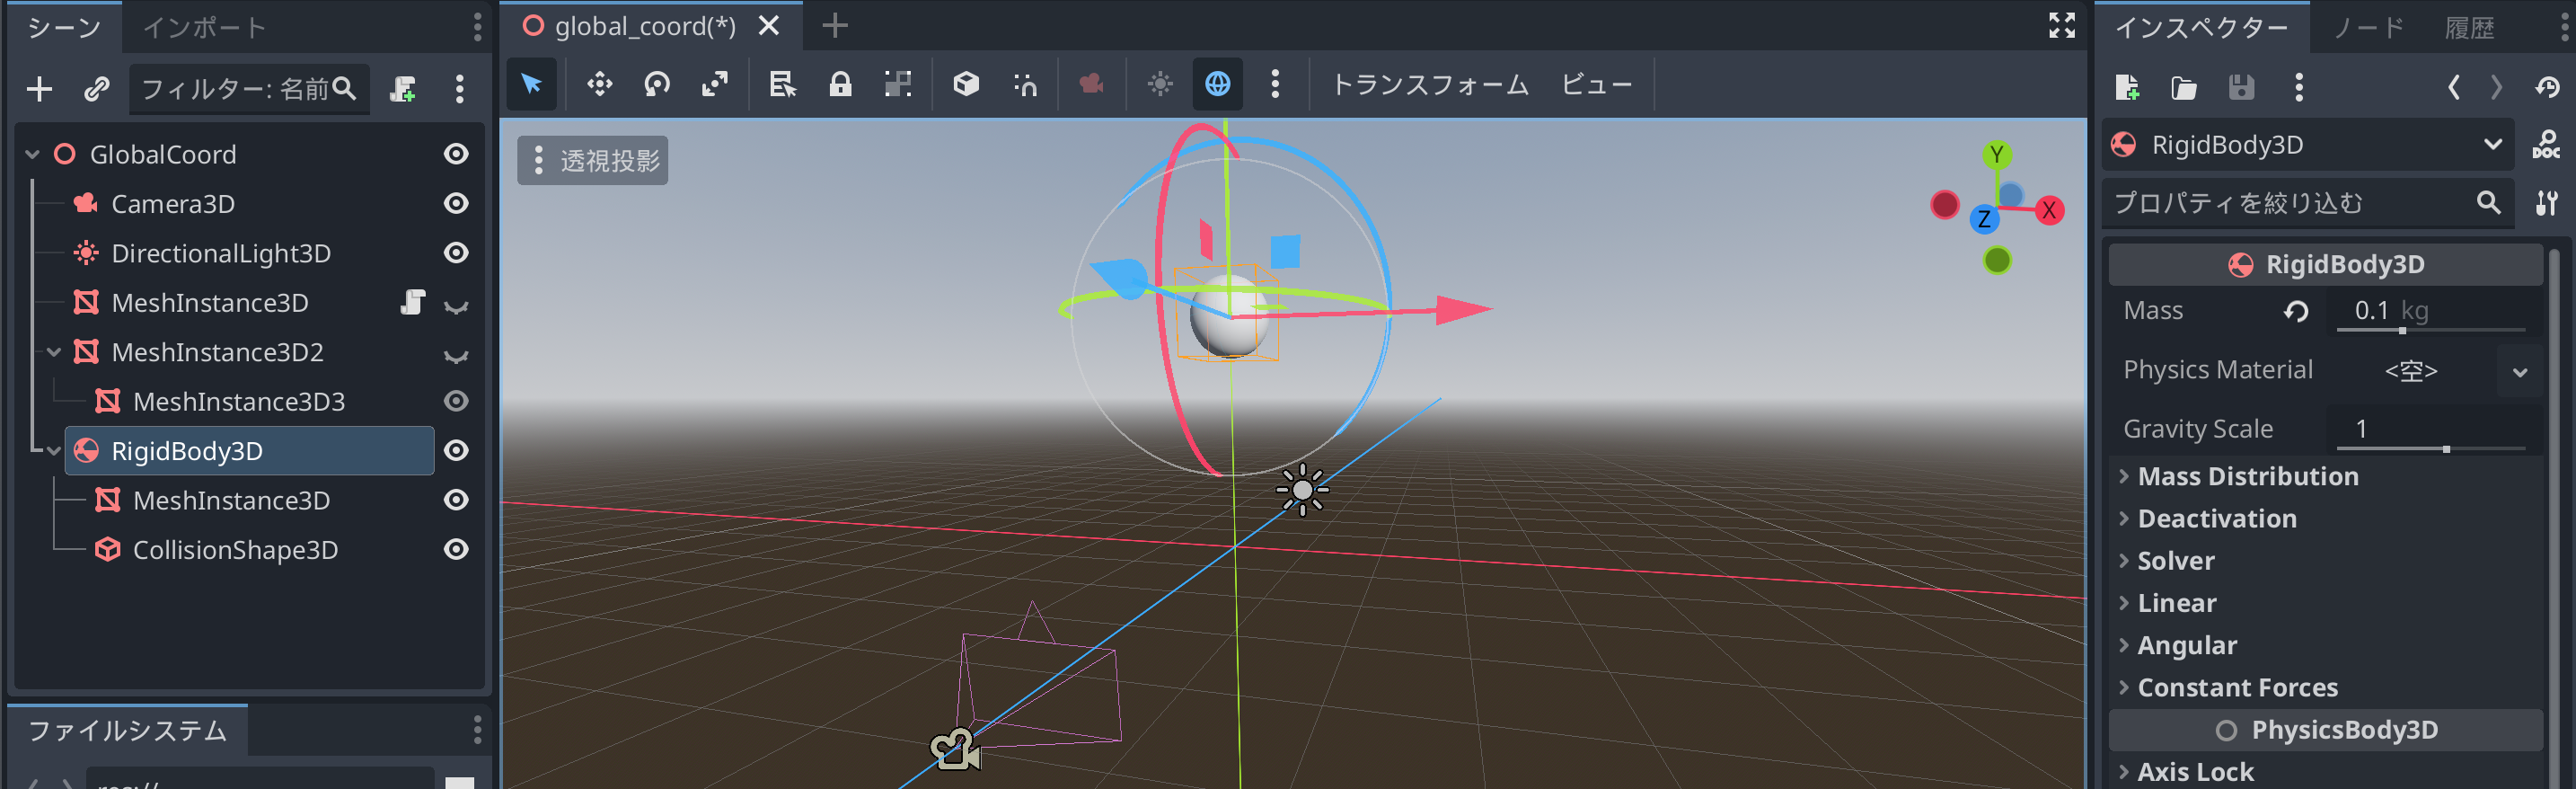 シーン インポート
フィルター: 名前
GlobalCoord
Camera3D
DirectionalLight3D
MeshInstance3D
MeshInstance3D2
MeshInstance3D3
RigidBody3D
MeshInstance3D
CollisionShape3D
ファイルシステム
global_coord(*)
トランスフォーム ビュー
透視投影
Y
X
Z
インスペクター ノード 履歴
RigidBody3D
DOC
プロパティを絞り込む
RigidBody3D
Mass 0.1 kg
Physics Material <空>
Gravity Scale 1
Mass Distribution
Deactivation
Solver
Linear
Angular
Constant Forces
PhysicsBody3D
Axis Lock